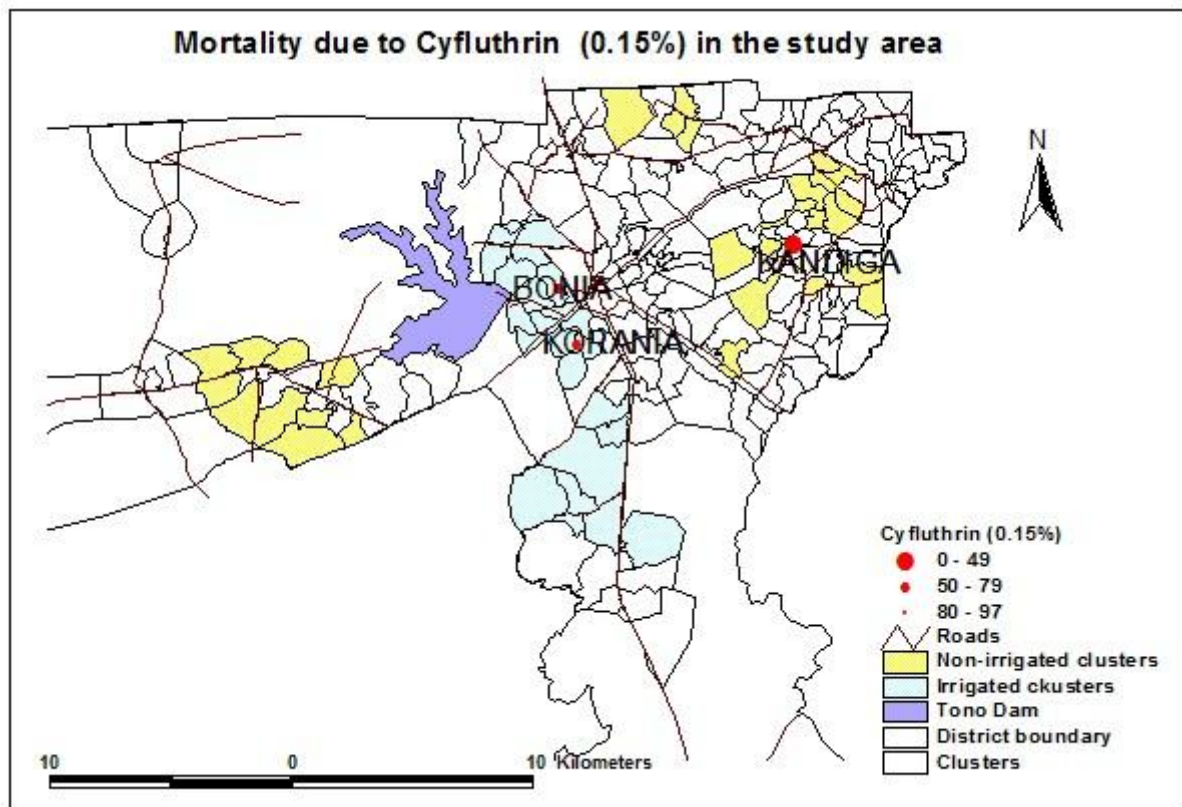 Mortality due to Cyfluthrin (0.15%) in the study area
N
KANDIGA
BONIA
KORANIA
Cyfluthrin (0.15%)
0 - 49
50 - 79
80 - 97
Roads
Non-irrigated clusters
Irrigated ckusters
Tono Dam
District boundary
Clusters
10 0 10 Kilometers